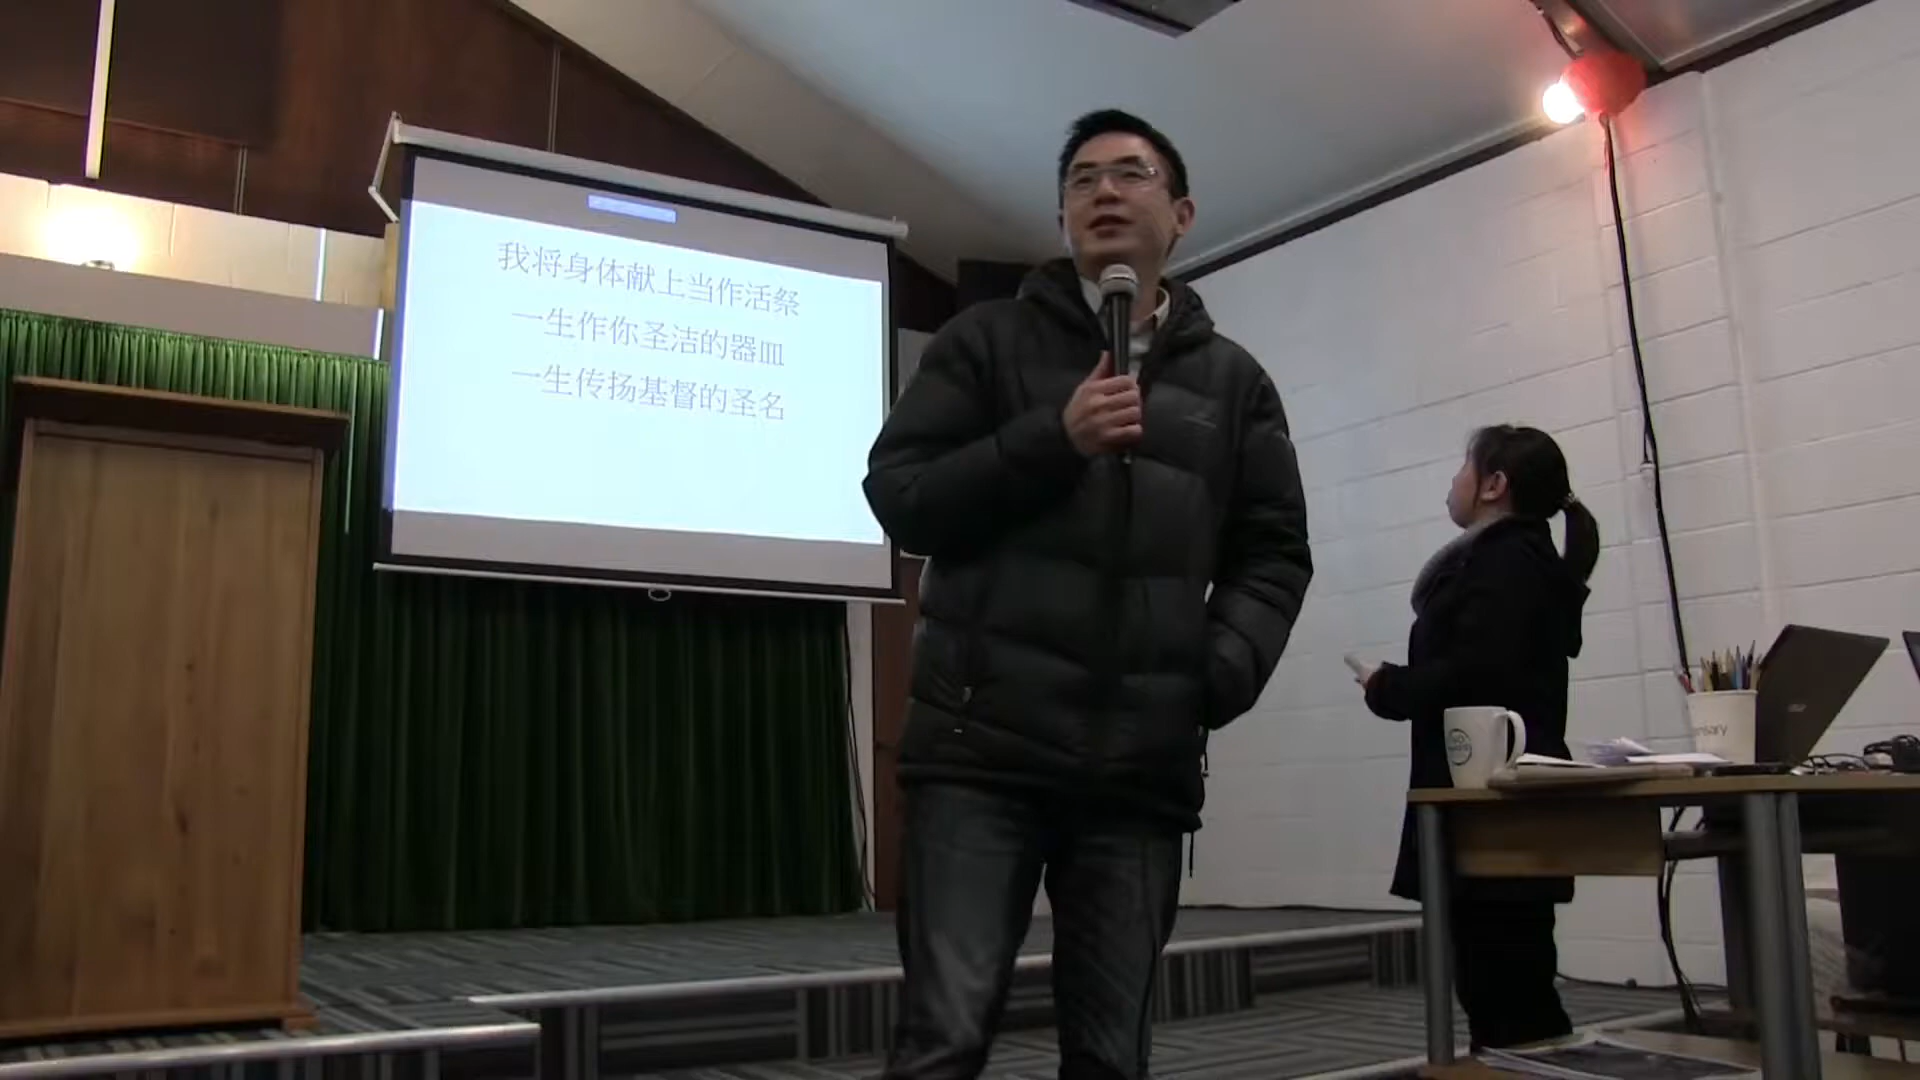 我将身体献上当作活祭
一生作你圣洁的器皿
一生传扬基督的圣名